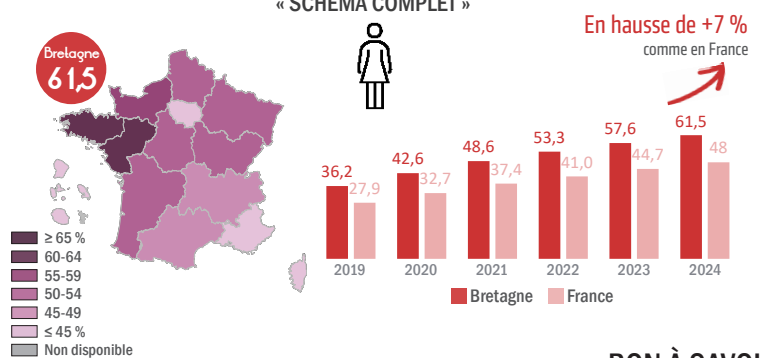 « SCHÉMA COMPLET »
En hausse de +7 %
comme en France
Bretagne
61,5
≥ 65 %
60-64
55-59
50-54
45-49
≤ 45 %
Non disponible
36,2 27,9 42,6 32,7 48,6 37,4 53,3 41,0 57,6 44,7 61,5 48
2019 2020 2021 2022 2023 2024
Bretagne France